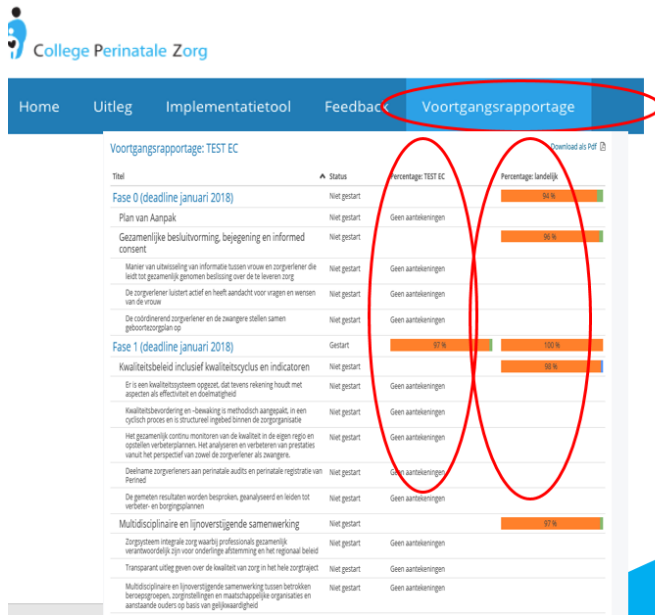 College Perinatale Zorg
Home Uitleg Implementatietool Feedback Voortgangsrapportage
Voortgangsrapportage: TEST EC Download als Pdf
Titel Status Percentage: TEST EC Percentage: landelijk
Fase 0 (deadline januari 2018) Niet gestart 94 %
Plan van Aanpak Niet gestart Geen aantekeningen
Gezamenlijke besluitvorming, bejegening en informed Niet gestart 96 %
consent
Manier van uitwisseling van informatie tussen vrouw en zorgverlener die Niet gestart Geen aantekeningen
leidt tot gezamenlijk genomen beslissing over de te leveren zorg
De zorgverlener luistert actief en heeft aandacht voor vragen en wensen Niet gestart Geen aantekeningen
van de vrouw
De coördinerend zorgverlener en de zwangere stellen samen Niet gestart Geen aantekeningen
geboortezorgplan op
Fase 1 (deadline januari 2018) Gestart 97 % 100 %
Kwaliteitsbeleid inclusief kwaliteitscyclus en indicatoren Niet gestart 98 %
Er is een kwaliteitssysteem opgezet, dat tevens rekening houdt met Niet gestart Geen aantekeningen
aspecten als effectiviteit en doelmatigheid
Kwaliteitsbevordering en -bewaking is methodisch aangepakt, in een Niet gestart Geen aantekeningen
cyclisch proces en is structureel ingebed binnen de zorgorganisatie
Het gezamenlijk continu monitoren van de kwaliteit in de eigen regio en Niet gestart Geen aantekeningen
opstellen verbeterplannen. Het analyseren en verbeteren van prestaties
vanuit het perspectief van zowel de zorgverlener als zwangere.
Deelname zorgverleners aan perinatale audits en perinatale registratie van Niet gestart Geen aantekeningen
Perined
De gemeten resultaten worden besproken, geanalyseerd en leiden tot Niet gestart Geen aantekeningen
verbeter- en borgingsplannen
Multidisciplinaire en lijnoverstijgende samenwerking Niet gestart 97 %
Zorgsysteem integrale zorg waarbij professionals gezamenlijk Niet gestart Geen aantekeningen
verantwoordelijk zijn voor onderlinge afstemming en het regionaal beleid
Transparant uitleg geven over de kwaliteit van zorg in het hele zorgtraject Niet gestart Geen aantekeningen
Multidisciplinaire en lijnoverstijgende samenwerking tussen betrokken Niet gestart Geen aantekeningen
beroepsgroepen, zorginstellingen en maatschappelijke organisaties en
aanstaande ouders op basis van gelijkwaardigheid